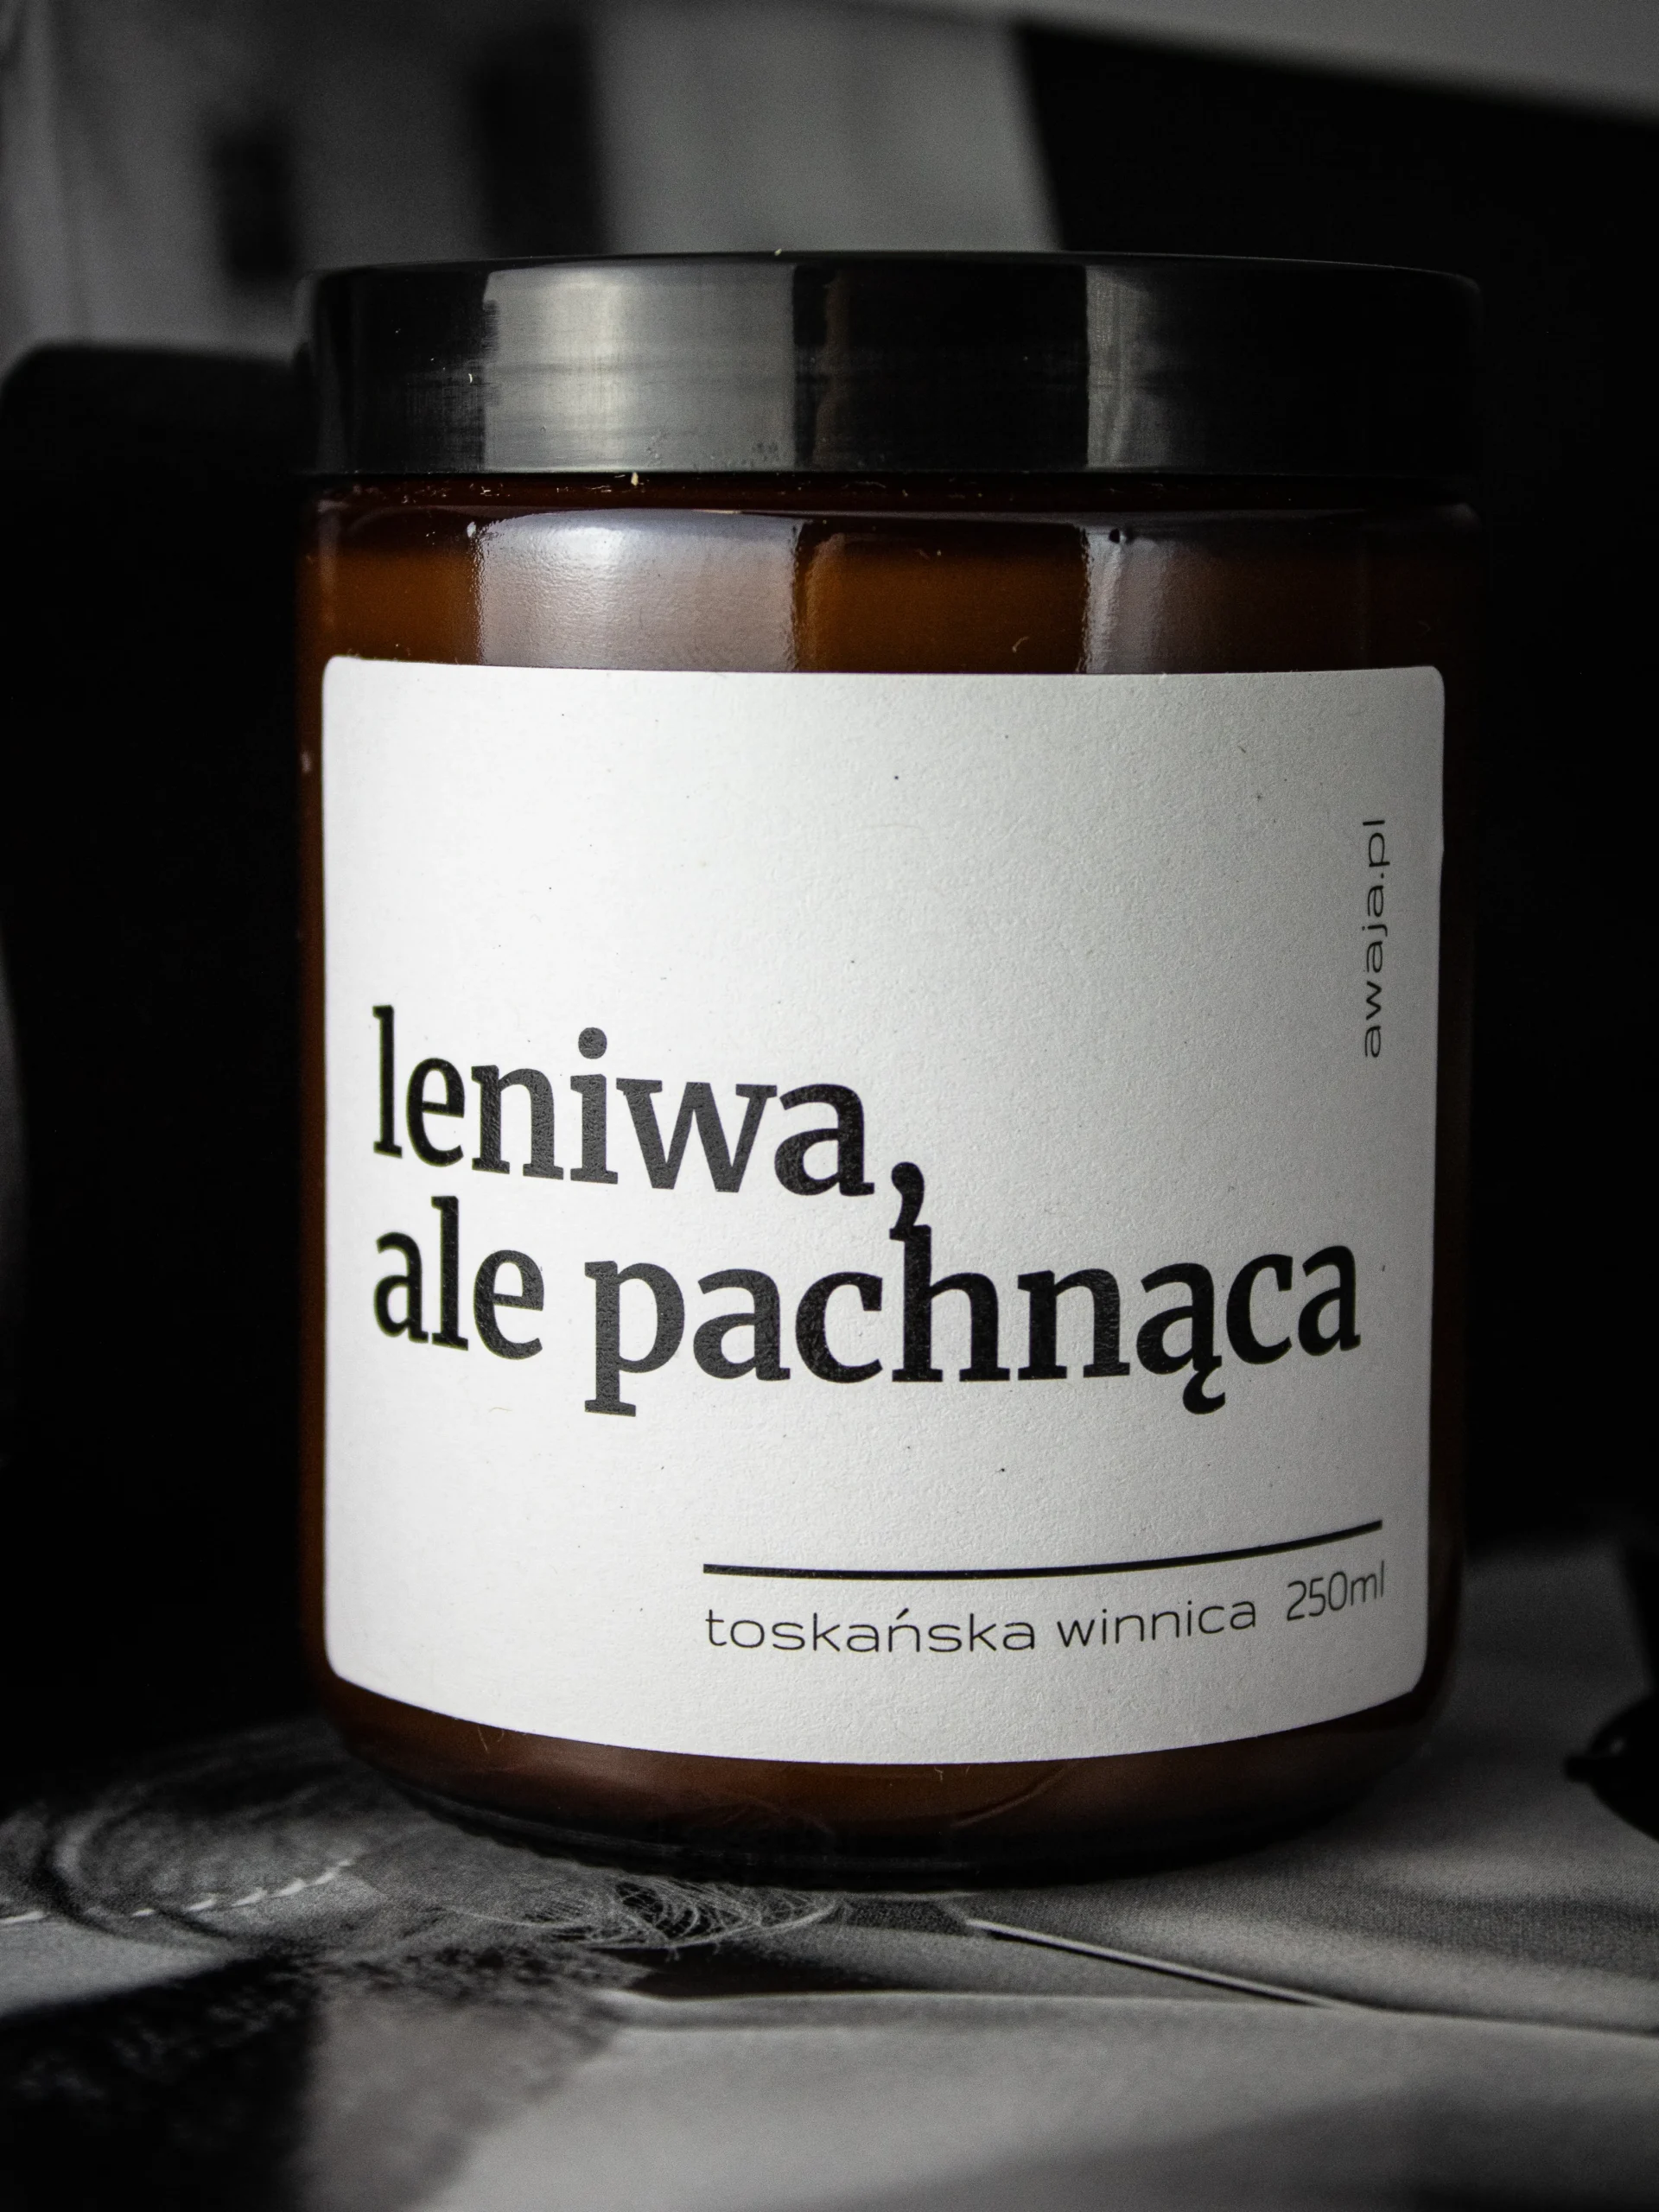 awaja.pl
leniwa,
ale pachnąca
toskańska winnica 250ml